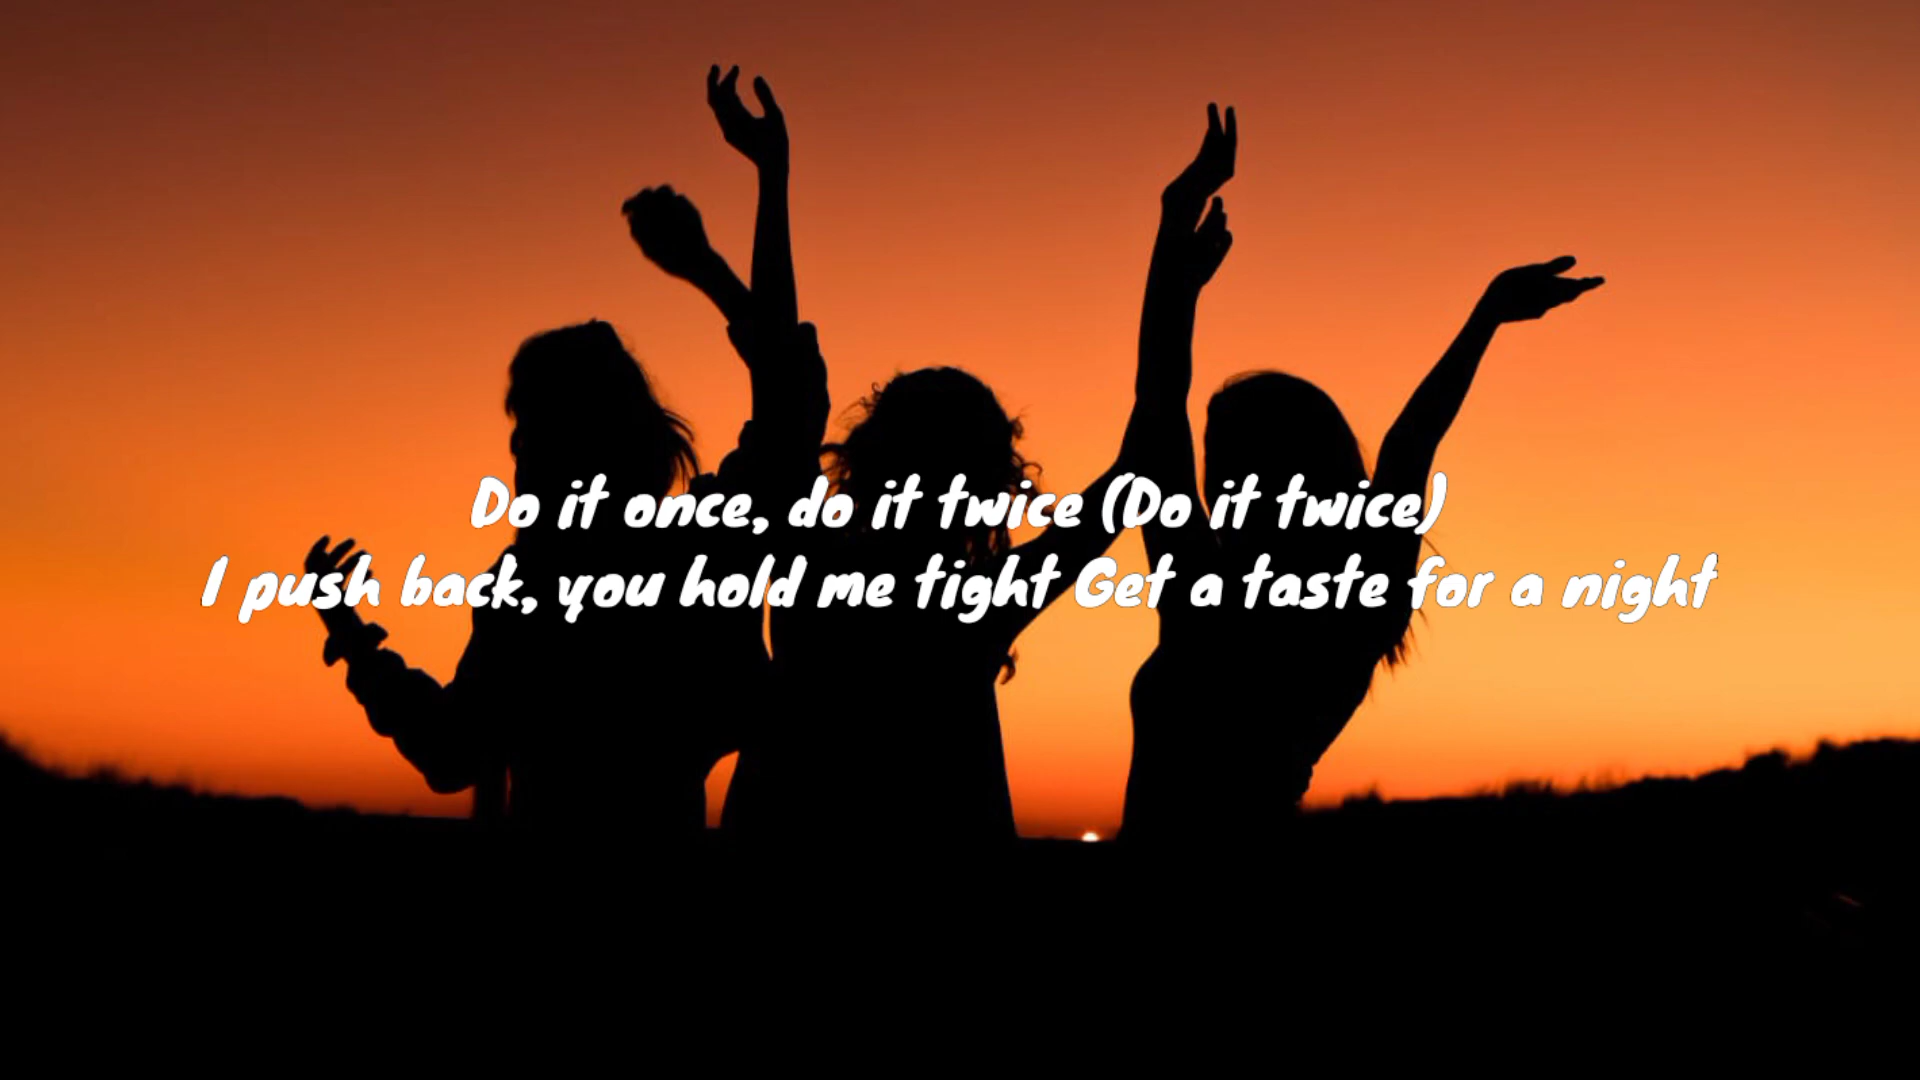 Do it once, do it twice (Do it twice)
I push back, you hold me tight Get a taste for a night